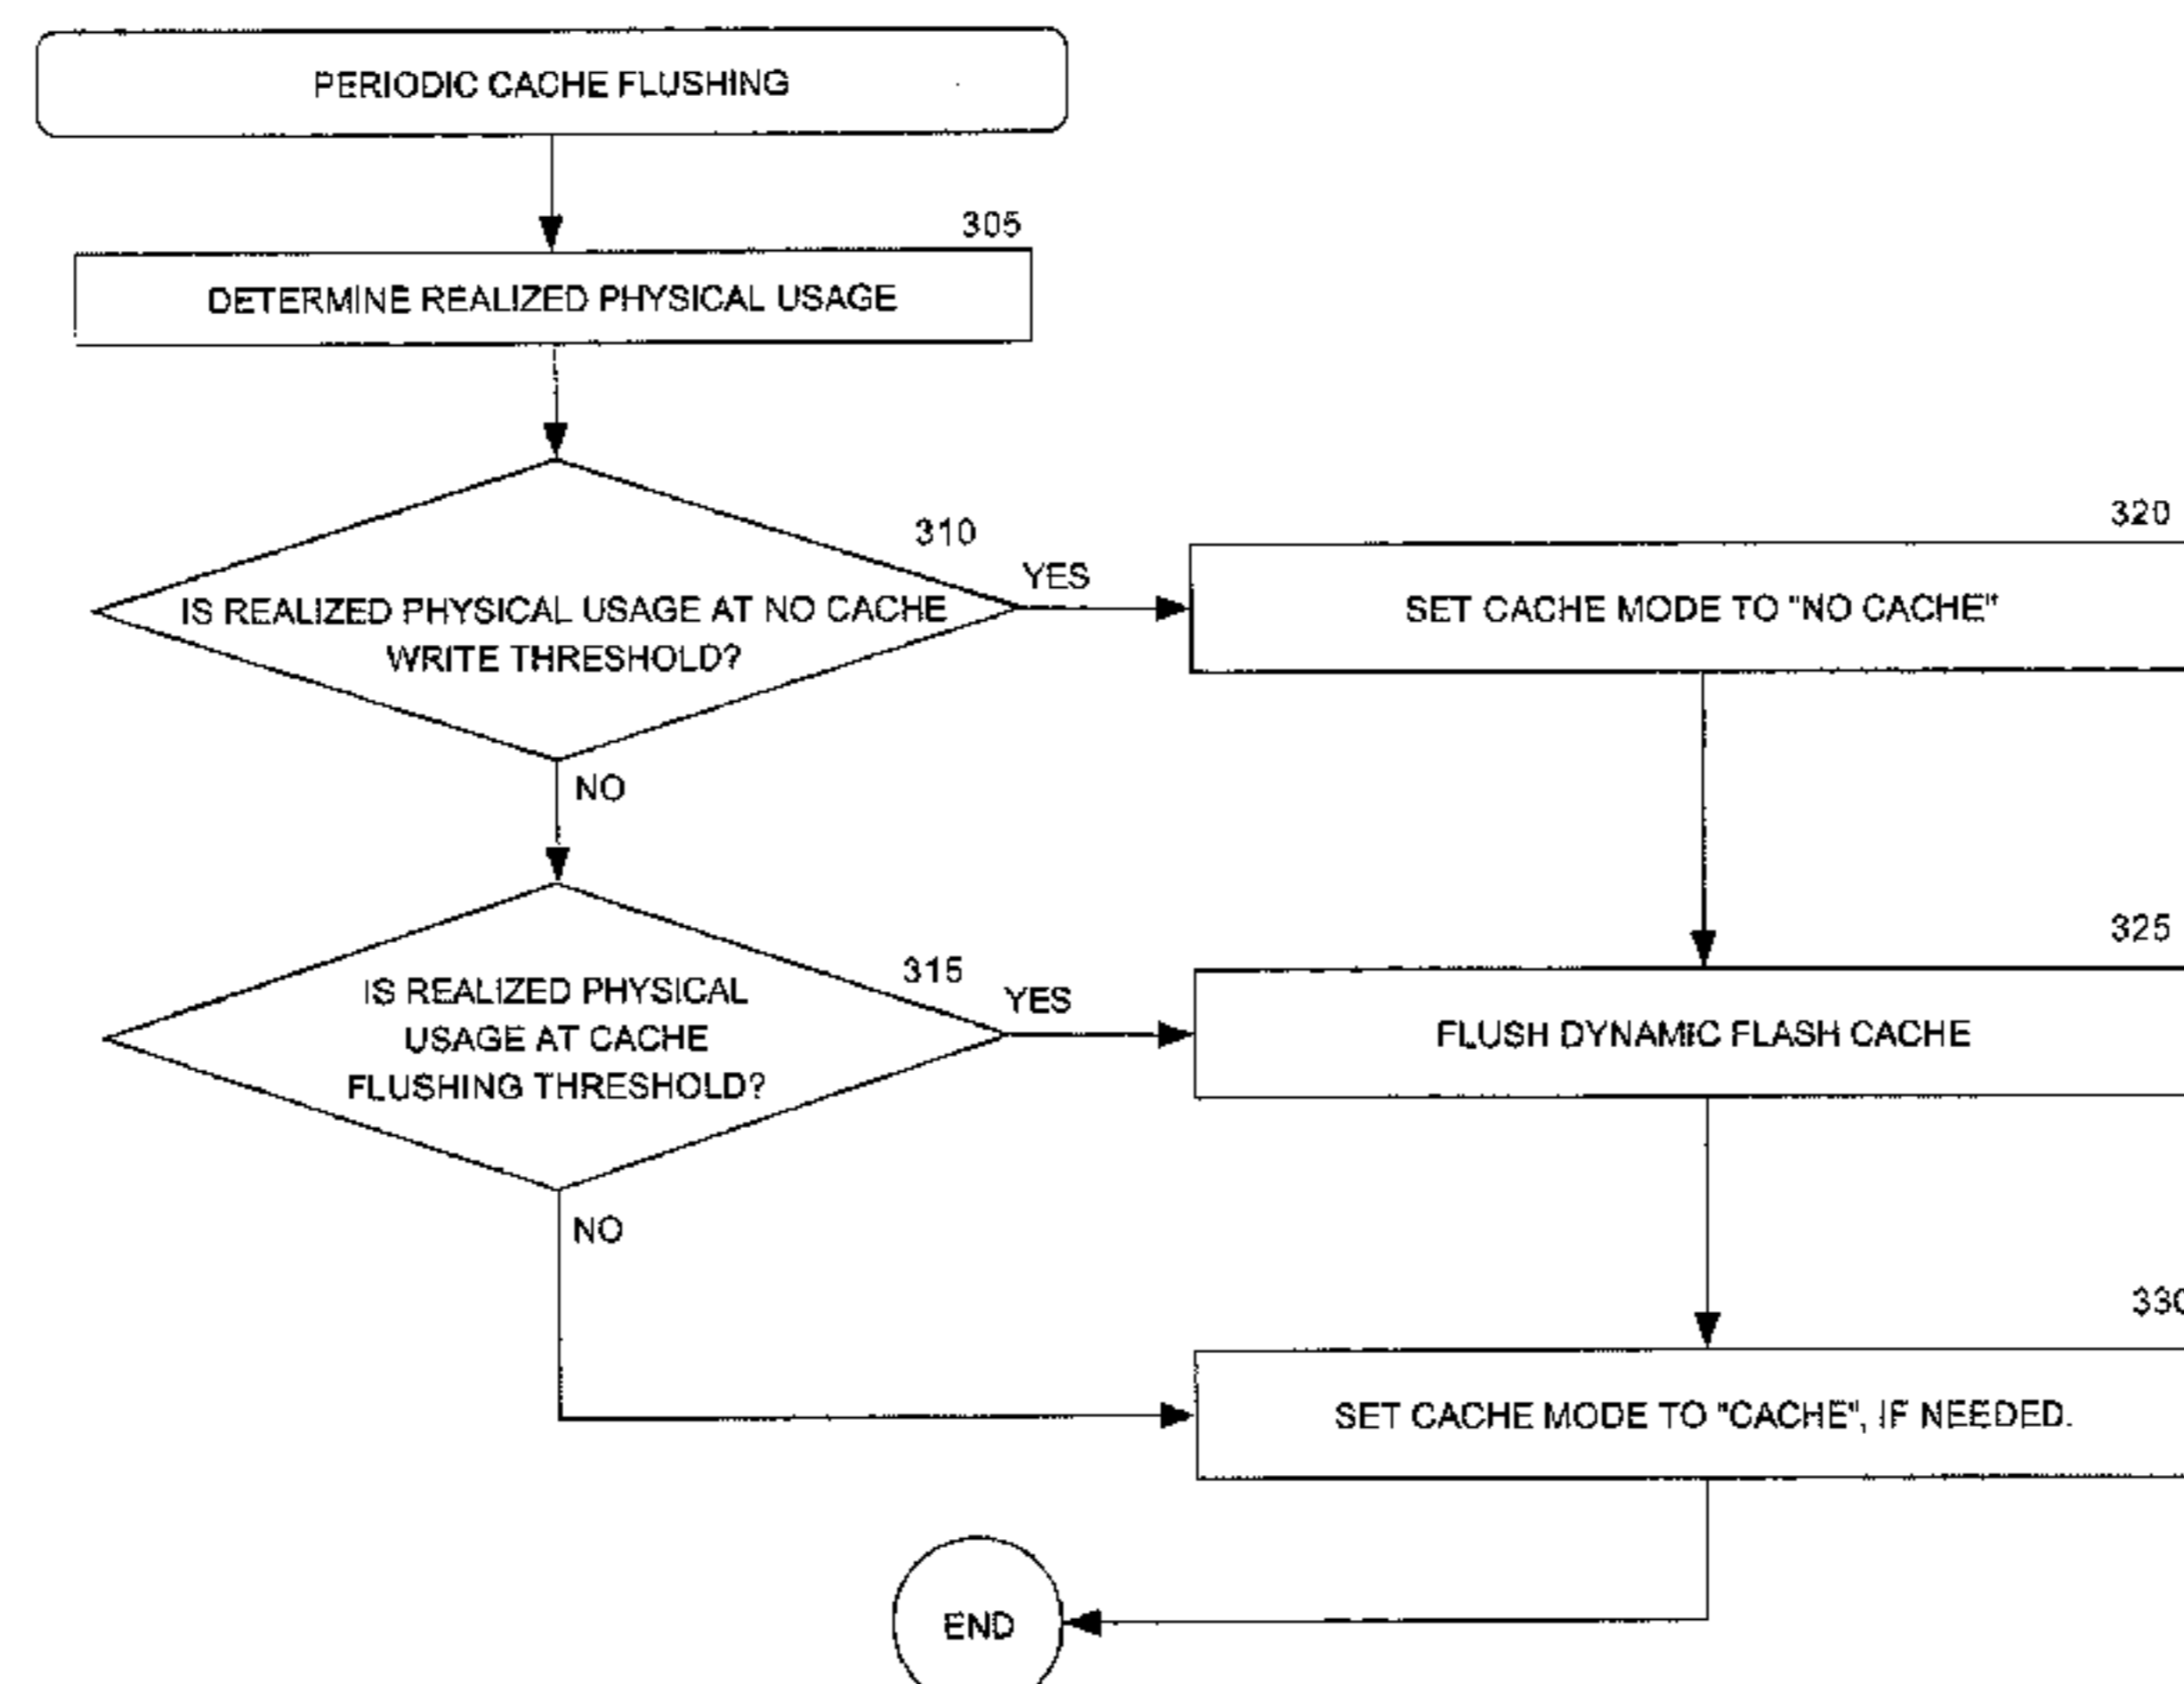 PERIODIC CACHE FLUSHING
305
DETERMINE REALIZED PHYSICAL USAGE
310
IS REALIZED PHYSICAL USAGE AT NO CACHE
WRITE THRESHOLD?
YES
320
SET CACHE MODE TO "NO CACHE"
NO
315
IS REALIZED PHYSICAL
USAGE AT CACHE
FLUSHING THRESHOLD?
YES
325
FLUSH DYNAMIC FLASH CACHE
NO
330
SET CACHE MODE TO "CACHE", IF NEEDED.
END